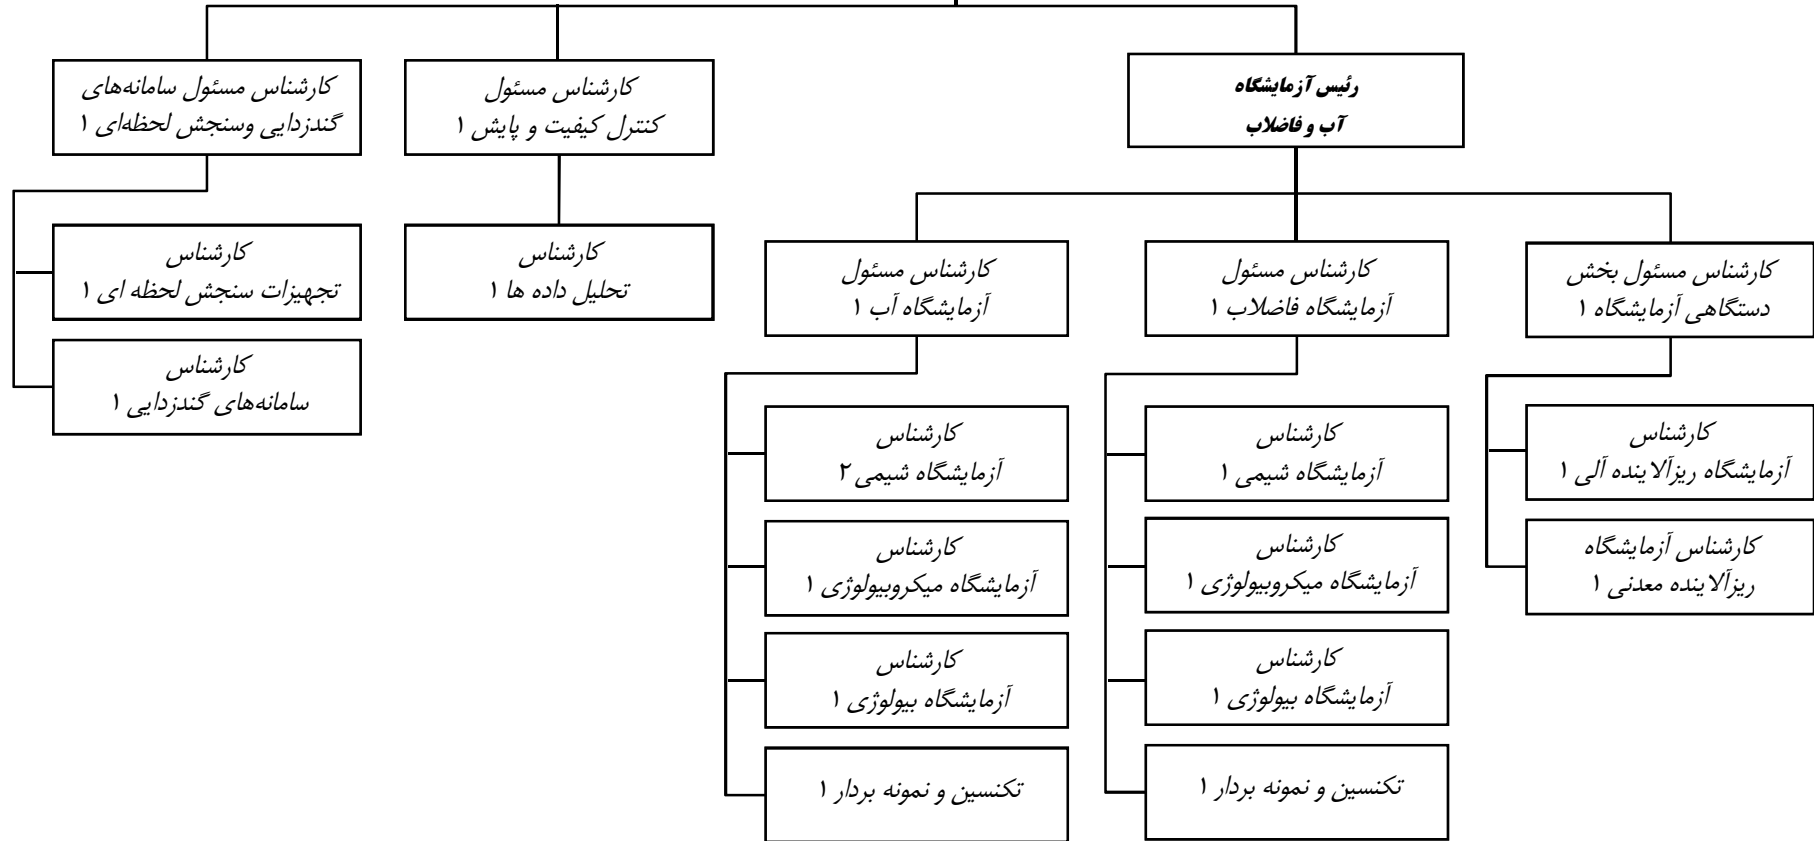 رئیس آزمایشگاه
آب و فاضلاب
کارشناس مسئول
کنترل کیفیت و پایش ۱
کارشناس مسئول سامانه‌های
گندزدایی وسنجش لحظه‌ای ۱
کارشناس مسئول بخش
دستگاهی آزمایشگاه ۱
کارشناس مسئول
آزمایشگاه فاضلاب ۱
کارشناس مسئول
آزمایشگاه آب ۱
کارشناس
تحلیل داده ها ۱
کارشناس
تجهیزات سنجش لحظه ای ۱
کارشناس
سامانه‌های گندزدایی ۱
کارشناس
آزمایشگاه ریزآلاینده آلی ۱
کارشناس آزمایشگاه
ریزآلاینده معدنی ۱
کارشناس
آزمایشگاه شیمی ۱
کارشناس
آزمایشگاه میکروبیولوژی ۱
کارشناس
آزمایشگاه بیولوژی ۱
تکنسین و نمونه بردار ۱
کارشناس
آزمایشگاه شیمی ۲
کارشناس
آزمایشگاه میکروبیولوژی ۱
کارشناس
آزمایشگاه بیولوژی ۱
تکنسین و نمونه بردار ۱